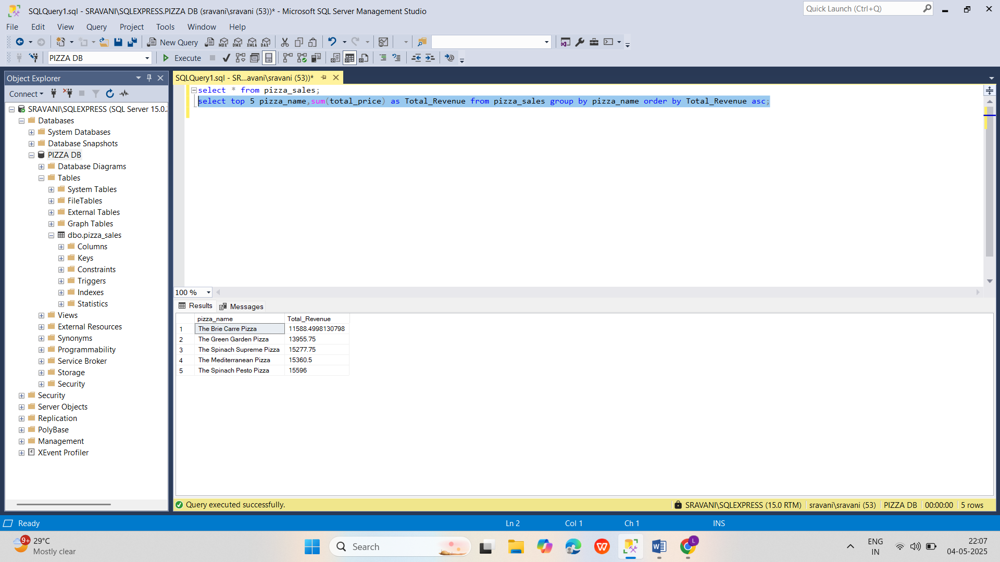 SQLQuery1.sql - SRAVANI\SQLEXPRESS.PIZZA DB (sravani\sravani (53))* - Microsoft SQL Server Management Studio
Quick Launch (Ctrl+Q)
File Edit View Query Project Tools Window Help
New Query MDX DMX XMLA DAX
PIZZA DB Execute
Object Explorer
Connect
SRAVANI\SQLEXPRESS (SQL Server 15.0.
Databases
System Databases
Database Snapshots
PIZZA DB
Database Diagrams
Tables
System Tables
FileTables
External Tables
Graph Tables
dbo.pizza_sales
Columns
Keys
Constraints
Triggers
Indexes
Statistics
Views
External Resources
Synonyms
Programmability
Service Broker
Storage
Security
Security
Server Objects
Replication
PolyBase
Management
XEvent Profiler
SQLQuery1.sql - SR...avani\sravani (53))*
select * from pizza_sales;
select top 5 pizza_name,sum(total_price) as Total_Revenue from pizza_sales group by pizza_name order by Total_Revenue asc;
100 %
Results Messages
pizza_name Total_Revenue
1 The Brie Carre Pizza 11588.4998130798
2 The Green Garden Pizza 13955.75
3 The Spinach Supreme Pizza 15277.75
4 The Mediterranean Pizza 15360.5
5 The Spinach Pesto Pizza 15596
Query executed successfully. SRAVANI\SQLEXPRESS (15.0 RTM) sravani\sravani (53) PIZZA DB 00:00:00 5 rows
Ready Ln 2 Col 1 Ch 1 INS
9+ 29°C
Mostly clear
Search
L
ENG
IN
22:07
04-05-2025